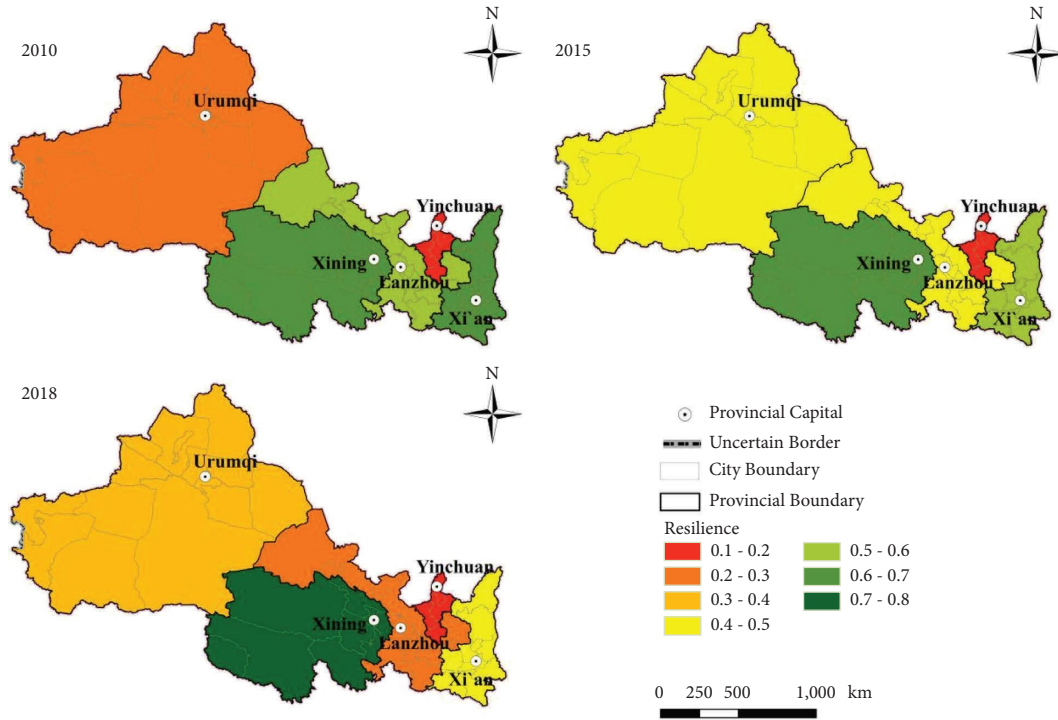 2010
N
Urumqi
Yinchuan
Xining
Lanzhou
Xi`an
2015
N
Urumqi
Yinchuan
Xining
Lanzhou
Xi`an
2018
N
Urumqi
Yinchuan
Xining
Lanzhou
Xi`an
Provincial Capital
Uncertain Border
City Boundary
Provincial Boundary
Resilience
0.1 - 0.2
0.2 - 0.3
0.3 - 0.4
0.4 - 0.5
0.5 - 0.6
0.6 - 0.7
0.7 - 0.8
0 250 500 1,000 km